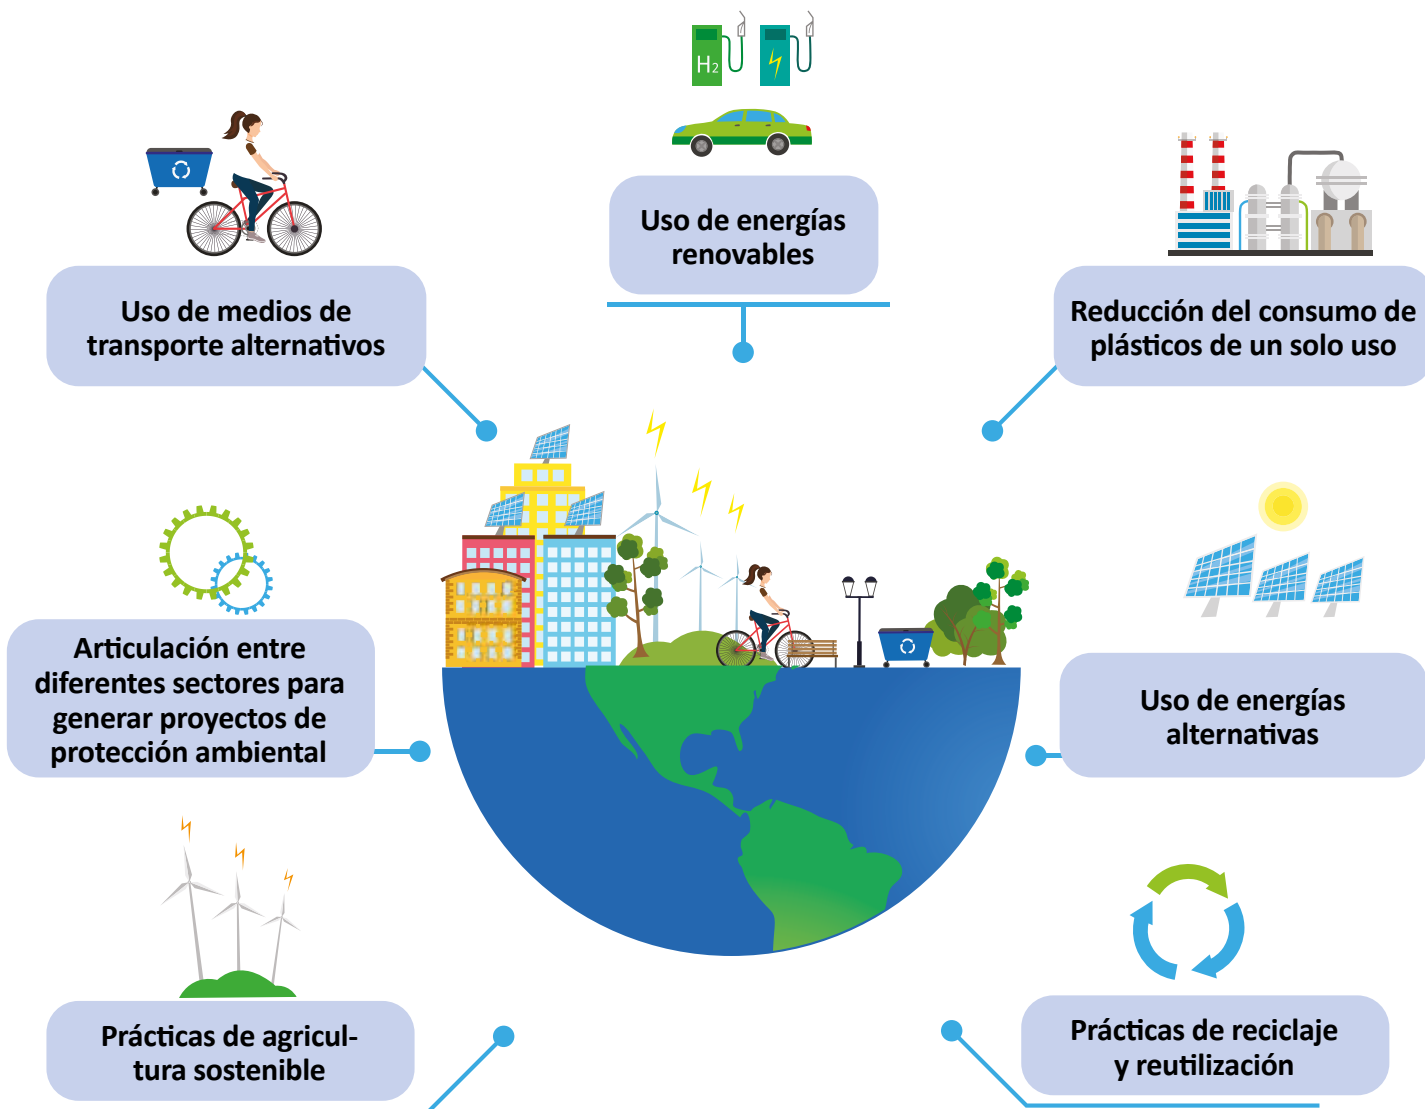 H2
Uso de energías
renovables
Uso de medios de
transporte alternativos
Reducción del consumo de
plásticos de un solo uso
Articulación entre
diferentes sectores para
generar proyectos de
protección ambiental
Uso de energías
alternativas
Prácticas de agricul-
tura sostenible
Prácticas de reciclaje
y reutilización